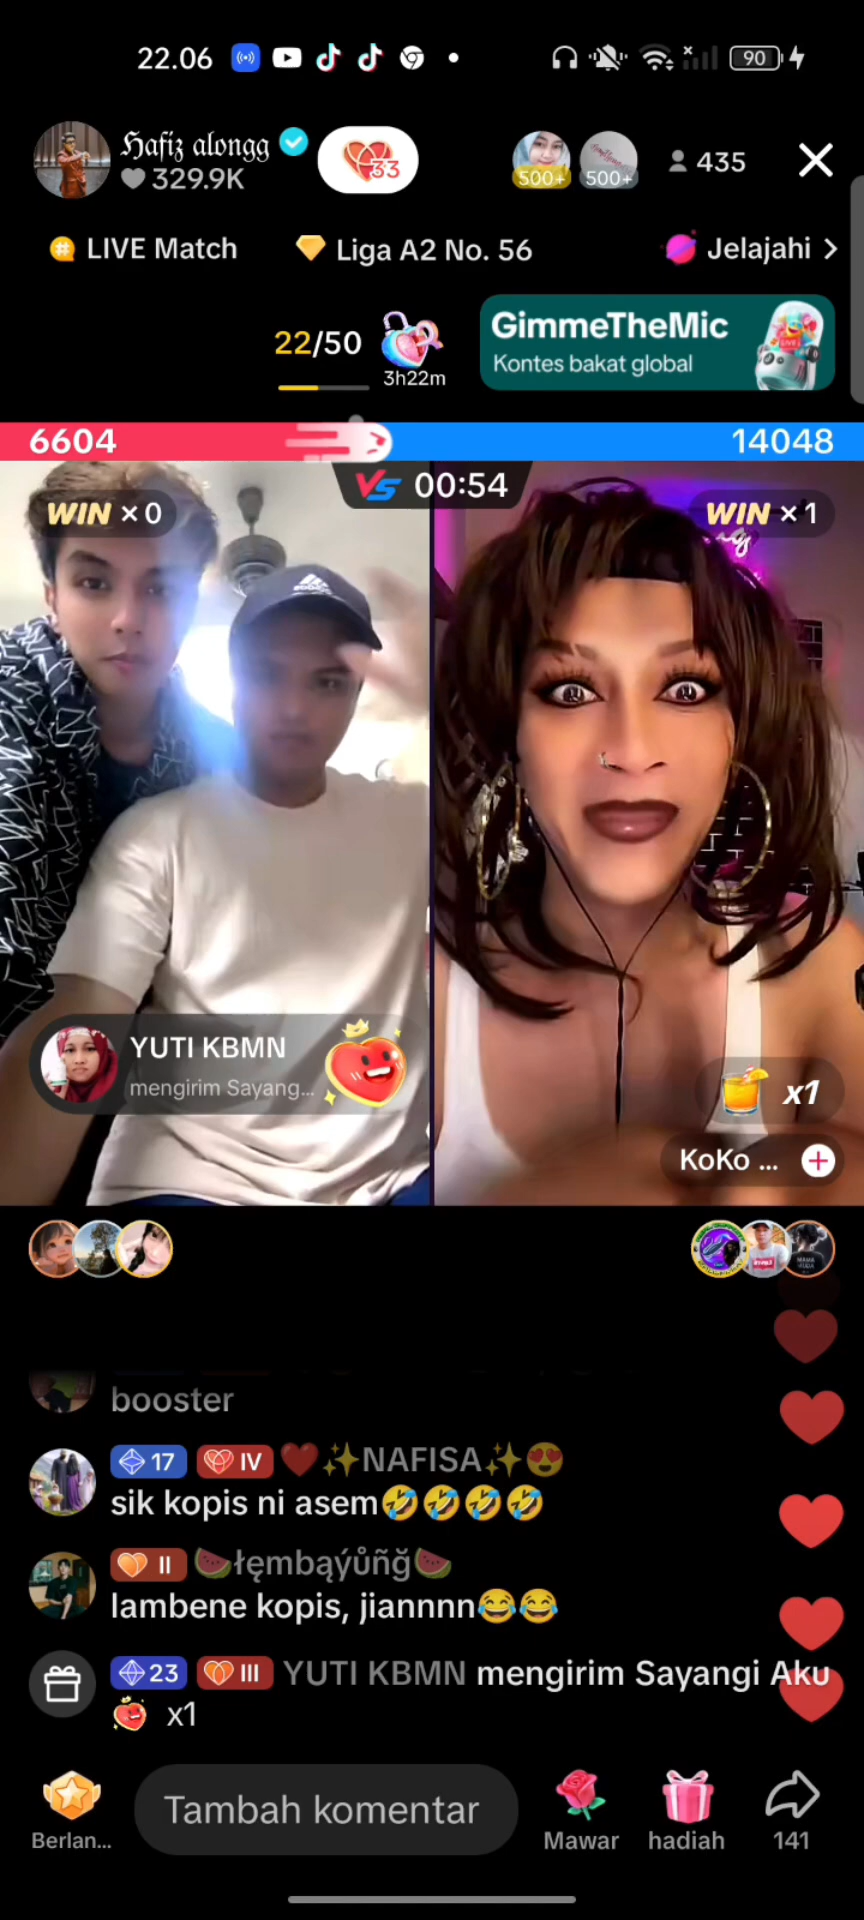 22.06
90
Hafiz alongg
329.9K
33
500+
500+
435
LIVE Match
Liga A2 No. 56
Jelajahi >
22/50
3h22m
GimmeTheMic
Kontes bakat global
6604
14048
VS 00:54
WIN × 0
WIN × 1
adidas
YUTI KBMN
mengirim Sayang...
x1
KoKo ...
booster
17 IV ❤️✨NAFISA✨😍
sik kopis ni asem🤣🤣🤣🤣
II 🍉łęmbąýůñğ🍉
lambene kopis, jiannnn😂😂
23 III YUTI KBMN mengirim Sayangi Aku
x1
Berlan...
Tambah komentar
Mawar
hadiah
141